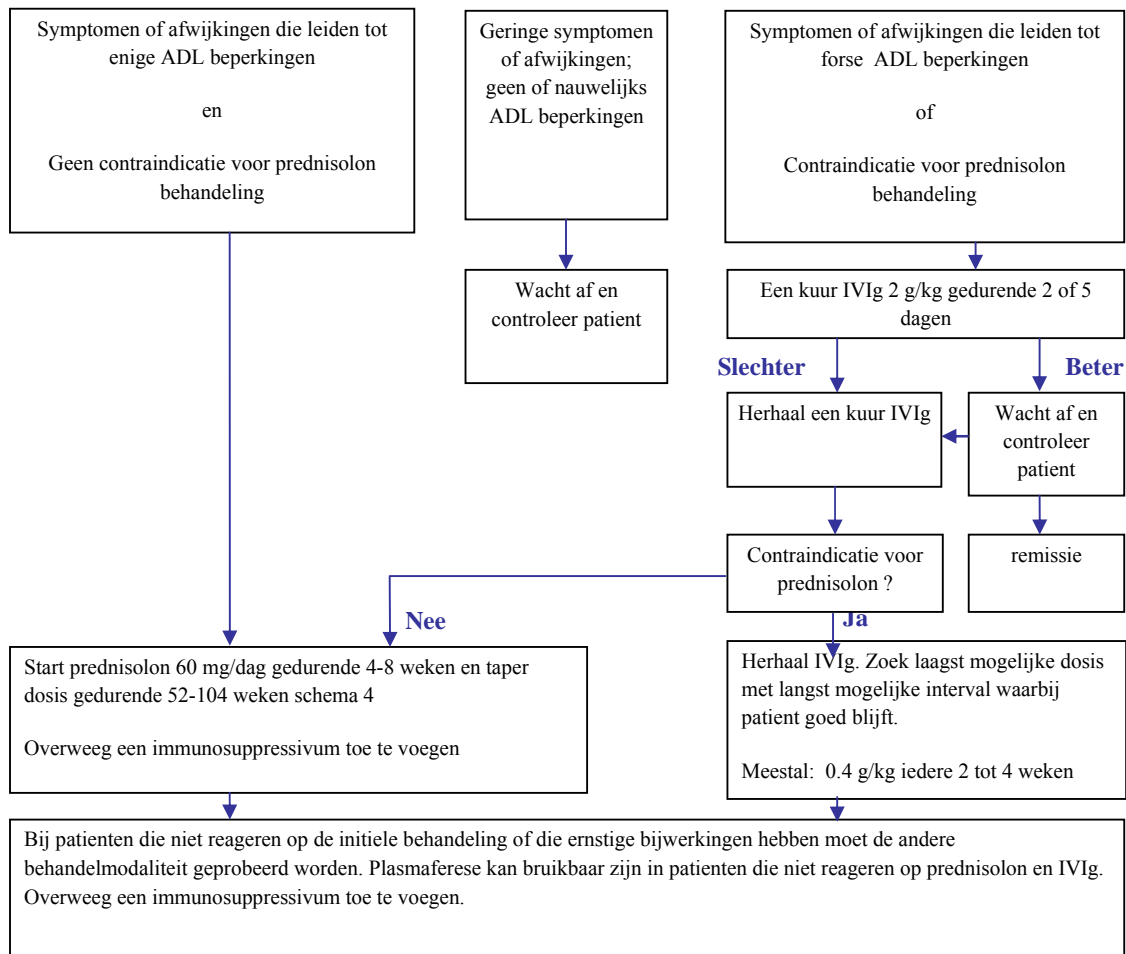 Symptomen of afwijkingen die leiden tot
enige ADL beperkingen
en
Geen contraindicatie voor prednisolon
behandeling
Geringe symptomen
of afwijkingen;
geen of nauwelijks
ADL beperkingen
Symptomen of afwijkingen die leiden tot
forse ADL beperkingen
of
Contraindicatie voor prednisolon
behandeling
Wacht af en
controleer patient
Een kuur IVIg 2 g/kg gedurende 2 of 5
dagen
Slechter
Beter
Herhaal een kuur IVIg
Wacht af en
controleer
patient
Contraindicatie voor
prednisolon ?
remissie
Nee
Ja
Start prednisolon 60 mg/dag gedurende 4-8 weken en taper
dosis gedurende 52-104 weken schema 4
Overweeg een immunosuppressivum toe te voegen
Herhaal IVIg. Zoek laagst mogelijke dosis
met langst mogelijke interval waarbij
patient goed blijft.
Meestal: 0.4 g/kg iedere 2 tot 4 weken
Bij patienten die niet reageren op de initiele behandeling of die ernstige bijwerkingen hebben moet de andere
behandelmodaliteit geprobeerd worden. Plasmaferese kan bruikbaar zijn in patienten die niet reageren op prednisolon en IVIg.
Overweeg een immunosuppressivum toe te voegen.